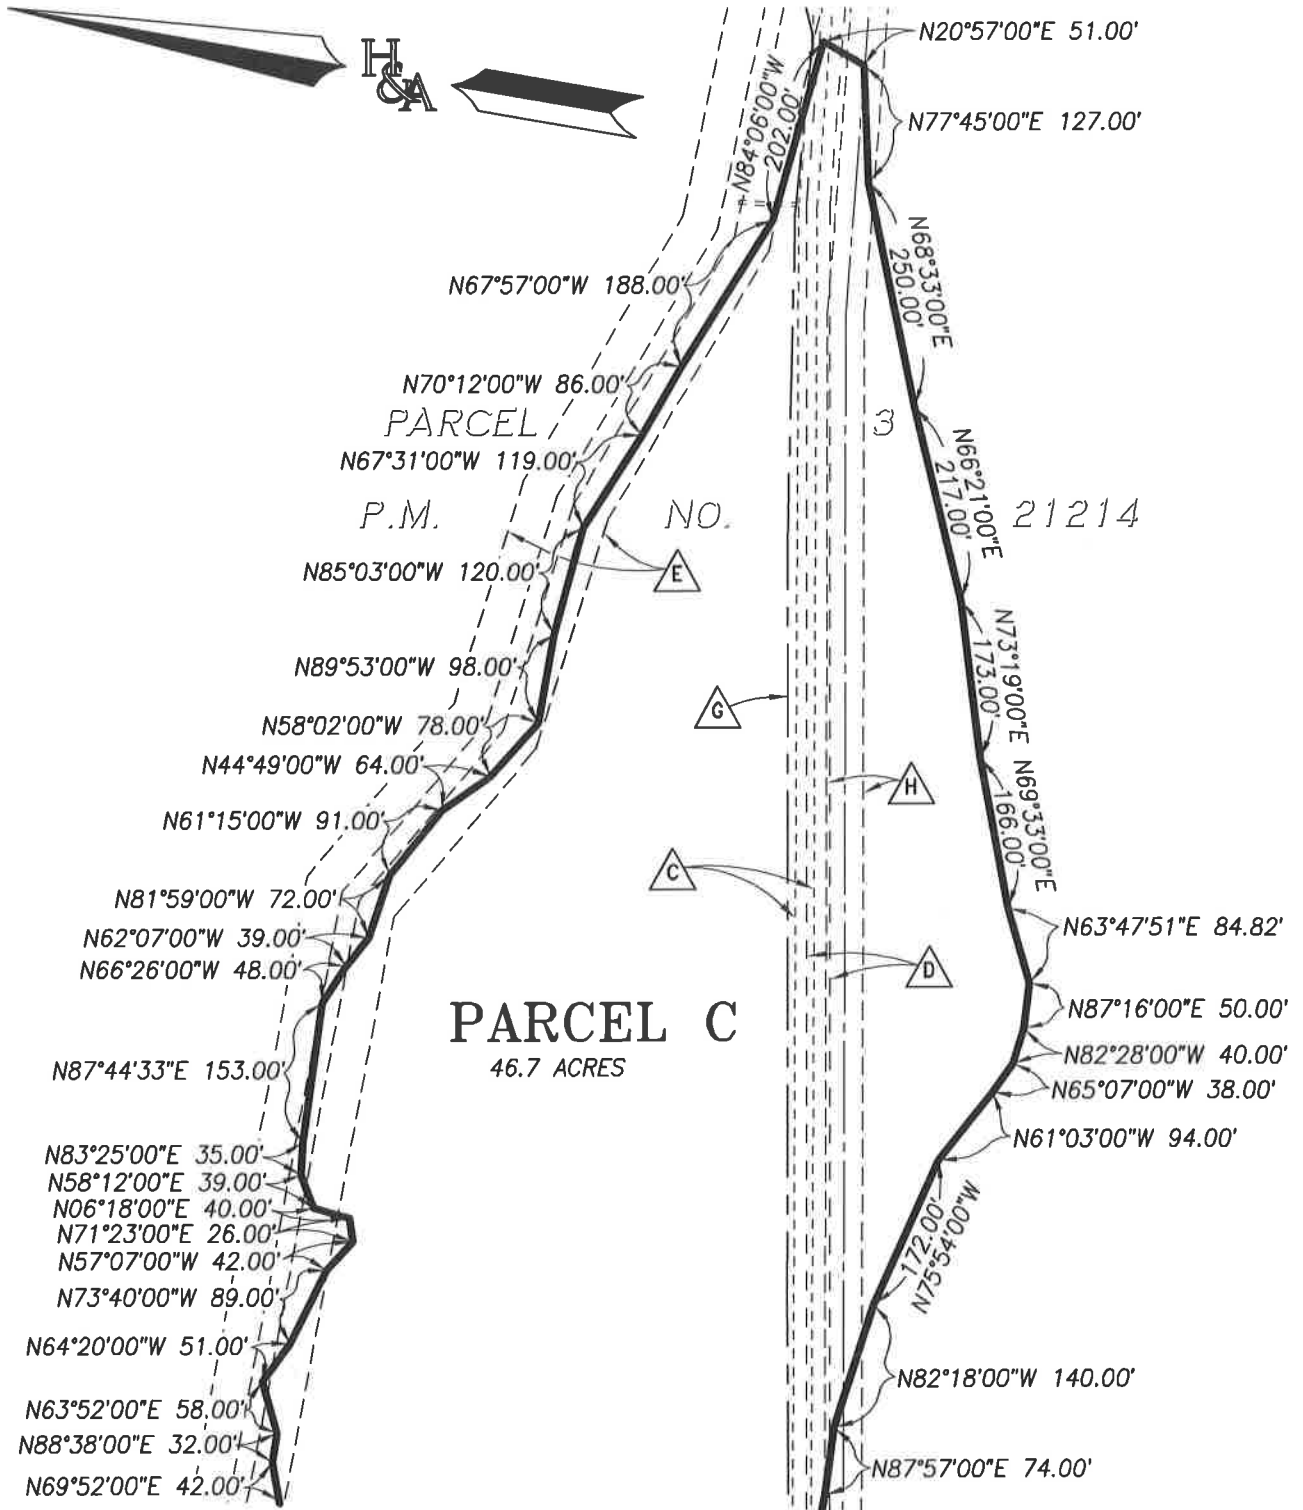 H&A
N20°57'00"E 51.00'
N77°45'00"E 127.00'
N84°06'00"W
202.00'
N68°33'00"E
250.00'
N67°57'00"W 188.00'
N70°12'00"W 86.00'
PARCEL 3
N67°31'00"W 119.00'
N66°21'00"E
217.00'
P.M. NO. 21214
N85°03'00"W 120.00'
E
N73°19'00"E
173.00'
N89°53'00"W 98.00'
G
N58°02'00"W 78.00'
N44°49'00"W 64.00'
H
N69°33'00"E
166.00'
N61°15'00"W 91.00'
C
N81°59'00"W 72.00'
N63°47'51"E 84.82'
N62°07'00"W 39.00'
N66°26'00"W 48.00'
D
N87°16'00"E 50.00'
PARCEL C
46.7 ACRES
N82°28'00"W 40.00'
N87°44'33"E 153.00'
N65°07'00"W 38.00'
N61°03'00"W 94.00'
N83°25'00"E 35.00'
N58°12'00"E 39.00'
N06°18'00"E 40.00'
N71°23'00"E 26.00'
N57°07'00"W 42.00'
172.00'
N75°54'00"W
N73°40'00"W 89.00'
N64°20'00"W 51.00'
N82°18'00"W 140.00'
N63°52'00"E 58.00'
N88°38'00"E 32.00'
N87°57'00"E 74.00'
N69°52'00"E 42.00'